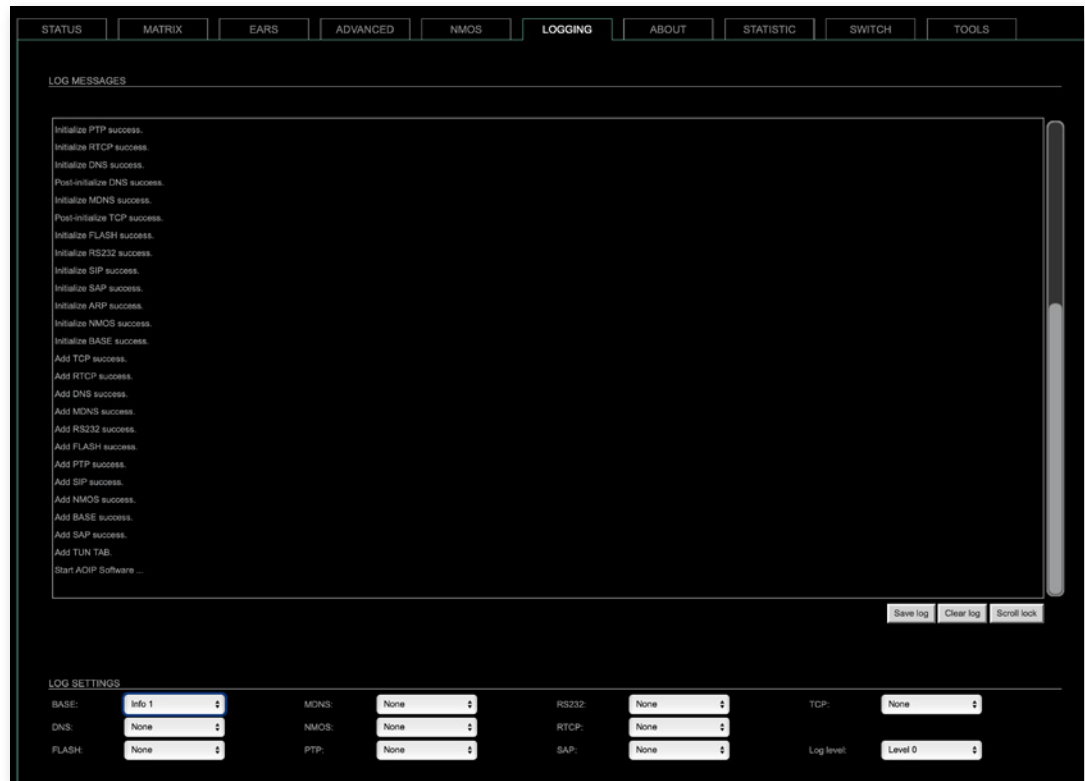 STATUS MATRIX EARS ADVANCED NMOS LOGGING ABOUT STATISTIC SWITCH TOOLS
LOG MESSAGES
Initialize PTP success.
Initialize RTCP success.
Initialize DNS success.
Post-initialize DNS success.
Initialize MDNS success.
Post-initialize TCP success.
Initialize FLASH success.
Initialize RS232 success.
Initialize SIP success.
Initialize SAP success.
Initialize ARP success.
Initialize NMOS success.
Initialize BASE success.
Add TCP success.
Add RTCP success.
Add DNS success.
Add MDNS success.
Add RS232 success.
Add FLASH success.
Add PTP success.
Add SIP success.
Add NMOS success.
Add BASE success.
Add SAP success.
Add TUN TAB.
Start AOIP Software ...
Save log Clear log Scroll lock
LOG SETTINGS
BASE: Info 1 MDNS: None RS232: None TCP: None
DNS: None NMOS: None RTCP: None
FLASH: None PTP: None SAP: None Log level: Level 0